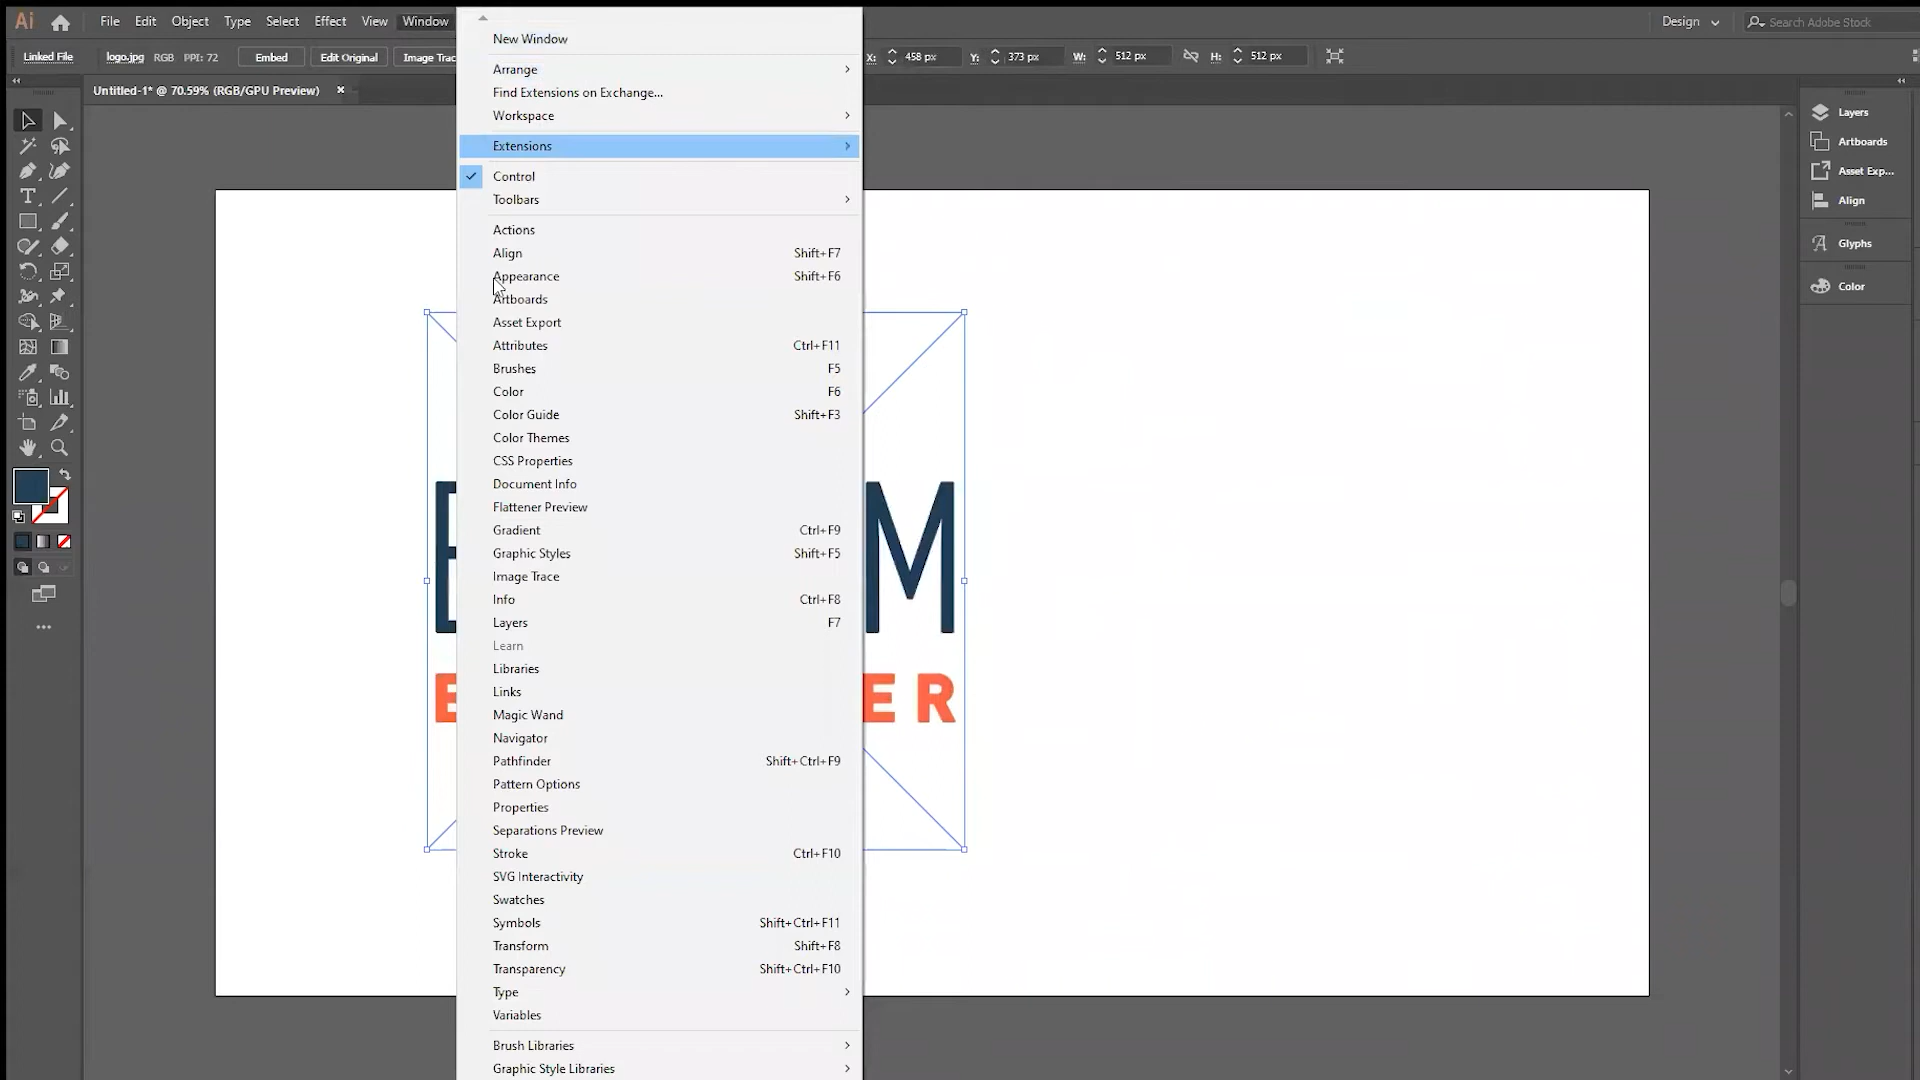 Ai File Edit Object Type Select Effect View Window Design Search Adobe Stock
Linked File logo.jpg RGB PPI: 72 Embed Edit Original Image Trac X: 458 px Y: 373 px W: 512 px H: 512 px
Untitled-1* @ 70.59% (RGB/GPU Preview)
New Window
Arrange
Find Extensions on Exchange...
Workspace
Extensions
Control
Toolbars
Actions
Align Shift+F7
Appearance Shift+F6
Artboards
Asset Export
Attributes Ctrl+F11
Brushes F5
Color F6
Color Guide Shift+F3
Color Themes
CSS Properties
Document Info
Flattener Preview
Gradient Ctrl+F9
Graphic Styles Shift+F5
Image Trace
Info Ctrl+F8
Layers F7
Learn
Libraries
Links
Magic Wand
Navigator
Pathfinder Shift+Ctrl+F9
Pattern Options
Properties
Separations Preview
Stroke Ctrl+F10
SVG Interactivity
Swatches
Symbols Shift+Ctrl+F11
Transform Shift+F8
Transparency Shift+Ctrl+F10
Type
Variables
Brush Libraries
Graphic Style Libraries
E M
E ER
Layers
Artboards
Asset Exp...
Align
Glyphs
Color